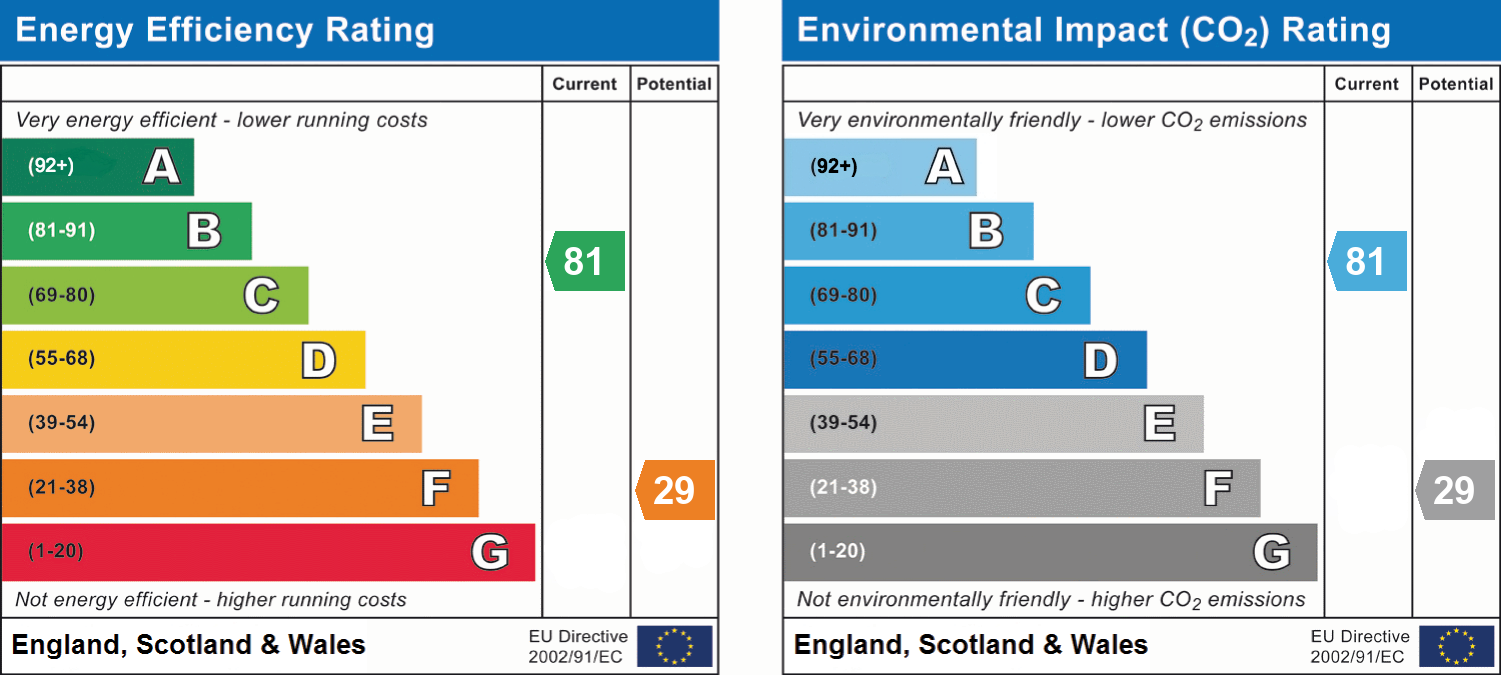 Energy Efficiency Rating
Current Potential
Very energy efficient - lower running costs
(92+) A
(81-91) B
81
(69-80) C
(55-68) D
(39-54) E
(21-38) F
29
(1-20) G
Not energy efficient - higher running costs
England, Scotland & Wales
EU Directive
2002/91/EC
Environmental Impact (CO₂) Rating
Current Potential
Very environmentally friendly - lower CO₂ emissions
(92+) A
(81-91) B
81
(69-80) C
(55-68) D
(39-54) E
(21-38) F
29
(1-20) G
Not environmentally friendly - higher CO₂ emissions
England, Scotland & Wales
EU Directive
2002/91/EC